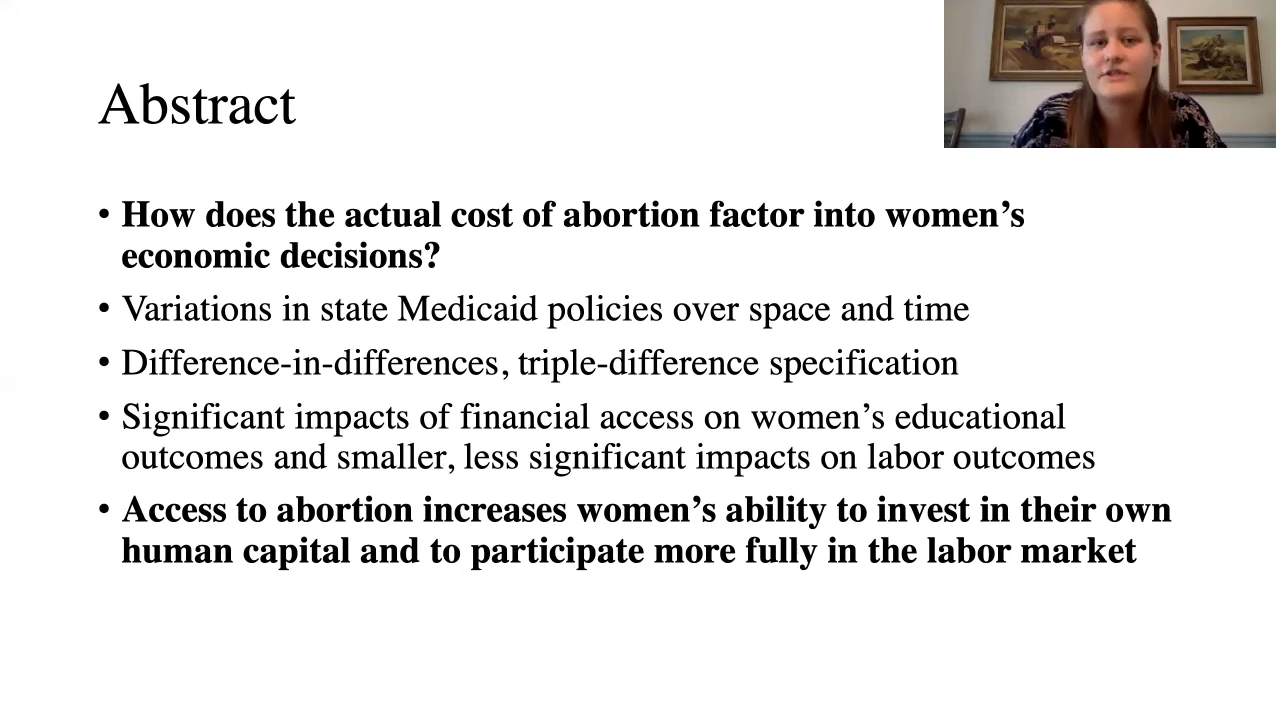 Abstract
• How does the actual cost of abortion factor into women’s
economic decisions?
• Variations in state Medicaid policies over space and time
• Difference-in-differences, triple-difference specification
• Significant impacts of financial access on women’s educational
outcomes and smaller, less significant impacts on labor outcomes
• Access to abortion increases women’s ability to invest in their own
human capital and to participate more fully in the labor market